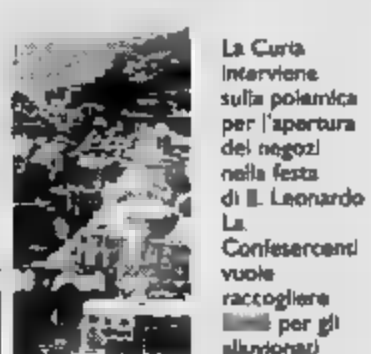 La Curia
interviene
sulla polemica
per l'apertura
dei negozi
nella festa
di Leonardo
La
Confesercenti
vuole
raccogliere
per gli
alluvionati